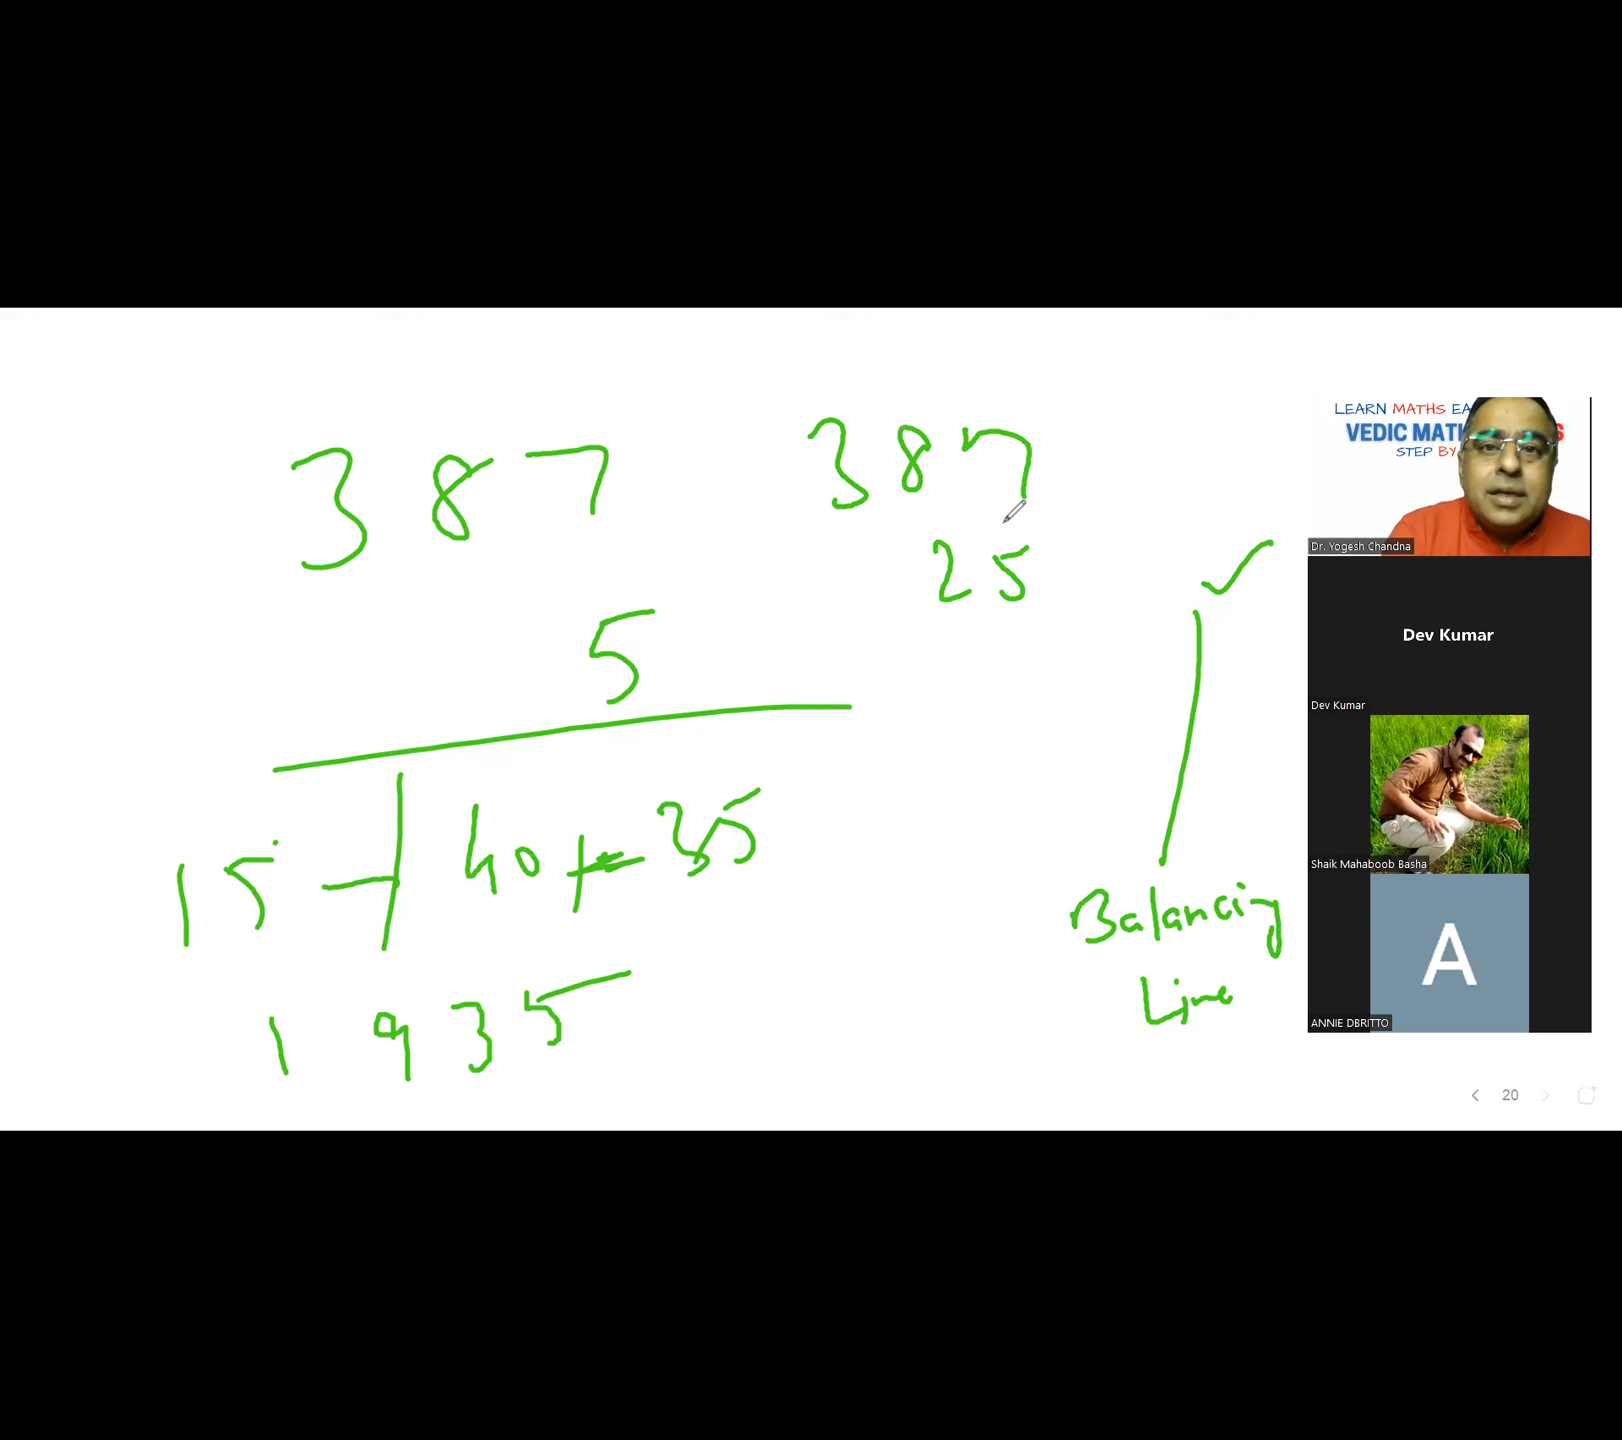 387
5
15 - | 40 + 35
1935
387
25
Balancing
Line
LEARN MATHS EA
VEDIC MATH S
STEP BY
Dr. Yogesh Chandna
Dev Kumar
Dev Kumar
Shaik Mahaboob Basha
A
ANNIE DBRITTO
< 20 >